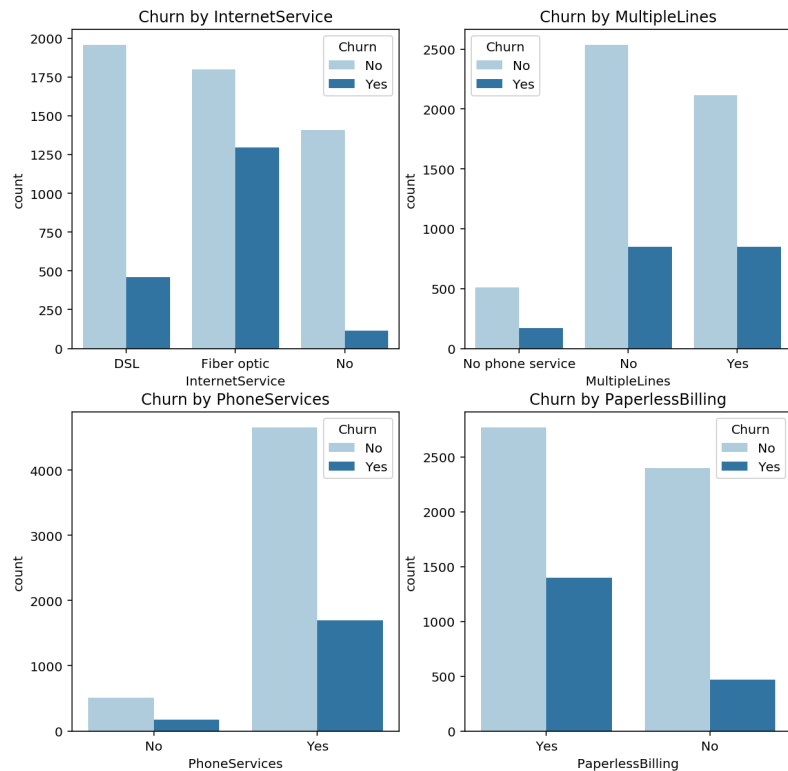 Churn by InternetService
2000
1750
1500
1250
1000
750
500
250
0
count
Churn
No
Yes
DSL Fiber optic No
InternetService
Churn by MultipleLines
2500
2000
1500
1000
500
0
count
Churn
No
Yes
No phone service No Yes
MultipleLines
Churn by PhoneServices
4000
3000
2000
1000
0
count
Churn
No
Yes
No Yes
PhoneServices
Churn by PaperlessBilling
2500
2000
1500
1000
500
0
count
Churn
No
Yes
Yes No
PaperlessBilling